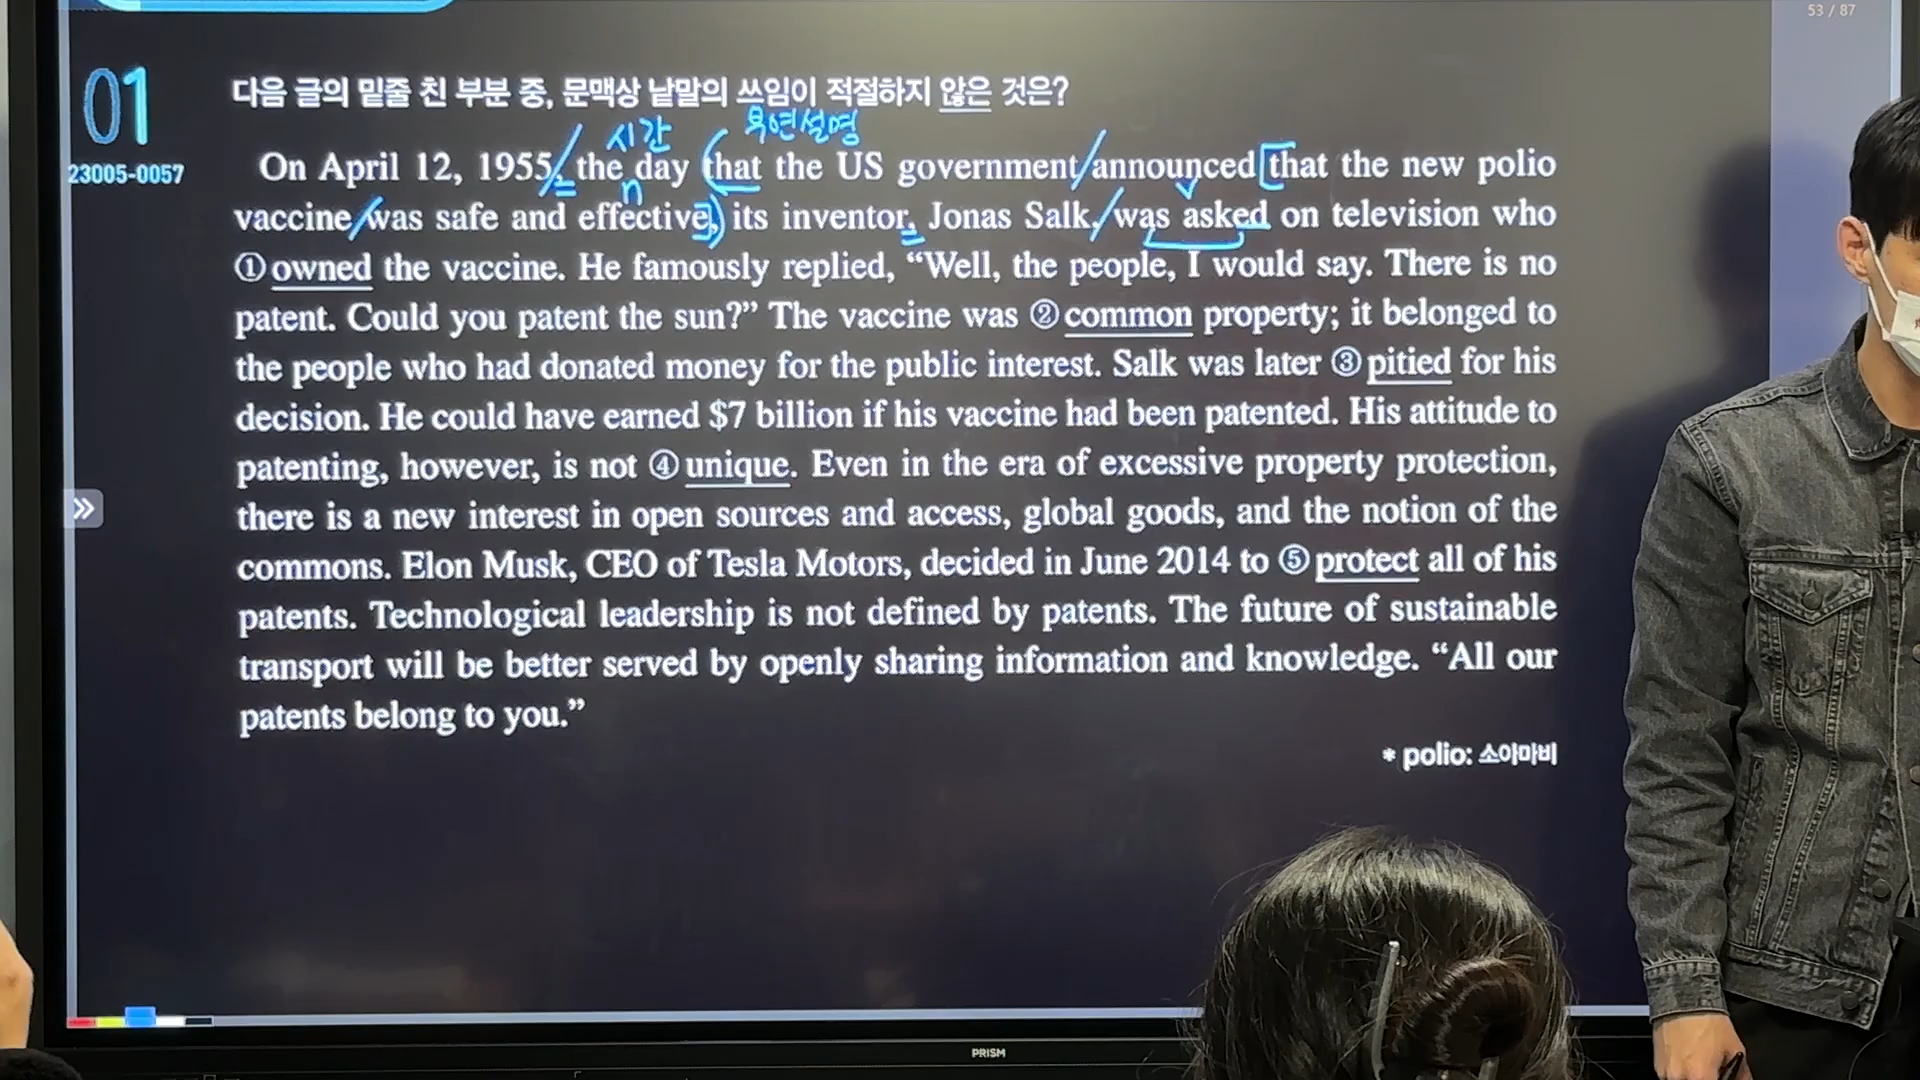 53 / 87
01
다음 글의 밑줄 친 부분 중, 문맥상 낱말의 쓰임이 적절하지 않은 것은?
23005-0057
시간
부연설명
On April 12, 1955, the day that the US government announced that the new polio
n
vaccine was safe and effective, its inventor, Jonas Salk, was asked on television who
① owned the vaccine. He famously replied, “Well, the people, I would say. There is no
patent. Could you patent the sun?” The vaccine was ② common property; it belonged to
the people who had donated money for the public interest. Salk was later ③ pitied for his
decision. He could have earned $7 billion if his vaccine had been patented. His attitude to
patenting, however, is not ④ unique. Even in the era of excessive property protection,
there is a new interest in open sources and access, global goods, and the notion of the
commons. Elon Musk, CEO of Tesla Motors, decided in June 2014 to ⑤ protect all of his
patents. Technological leadership is not defined by patents. The future of sustainable
transport will be better served by openly sharing information and knowledge. “All our
patents belong to you.”
* polio: 소아마비
PRISM